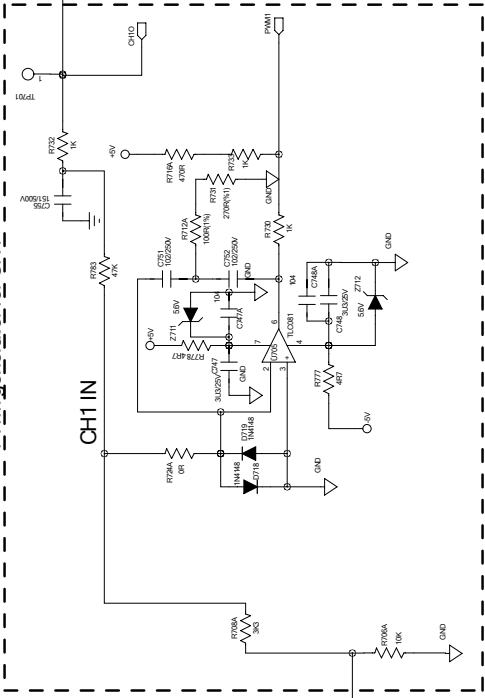 CH1O
PWM1
1
TP701
R732
1K
+5V
R716A
470R
R733
1K
C755
151/500V
R731
270R(%1)
GND
R712A
100R(1%)
R730
1K
R783
47K
C751
102/250V
C752
102/250V
GND
GND
+5V
Z711
5.6V
104
C747A
R778 4R7
7
6
TLC081
U705
4
2
3
C747
3U3/25V
GND
104
C748A
3U3/25V
C748
Z712
5.6V
R777
4R7
-5V
CH1 IN
R724A
0R
D719
1N4148
1N4148
D718
GND
R708A
3K3
R706A
10K
GND